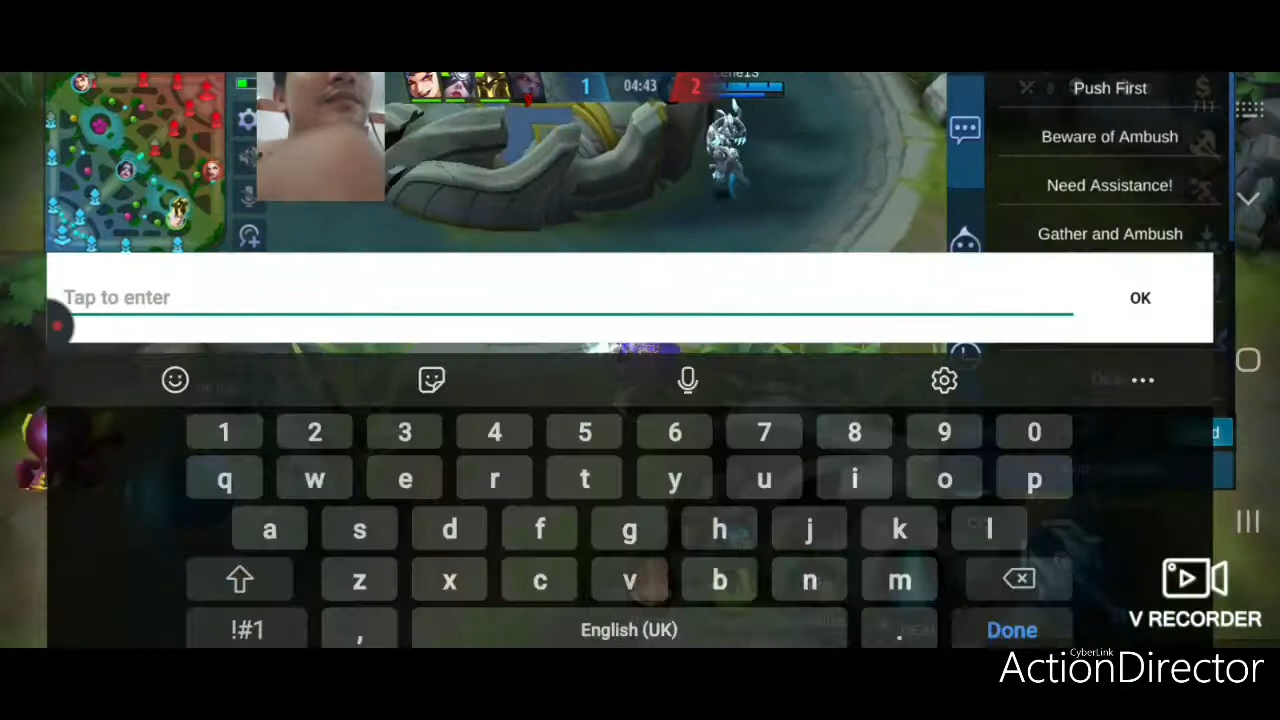 1 04:43 2
Push First
Beware of Ambush
Need Assistance!
Gather and Ambush
Tap to enter
OK
1 2 3 4 5 6 7 8 9 0
q w e r t y u i o p
a s d f g h j k l
z x c v b n m
!#1 , English (UK) . Done
V RECORDER
CyberLink
ActionDirector